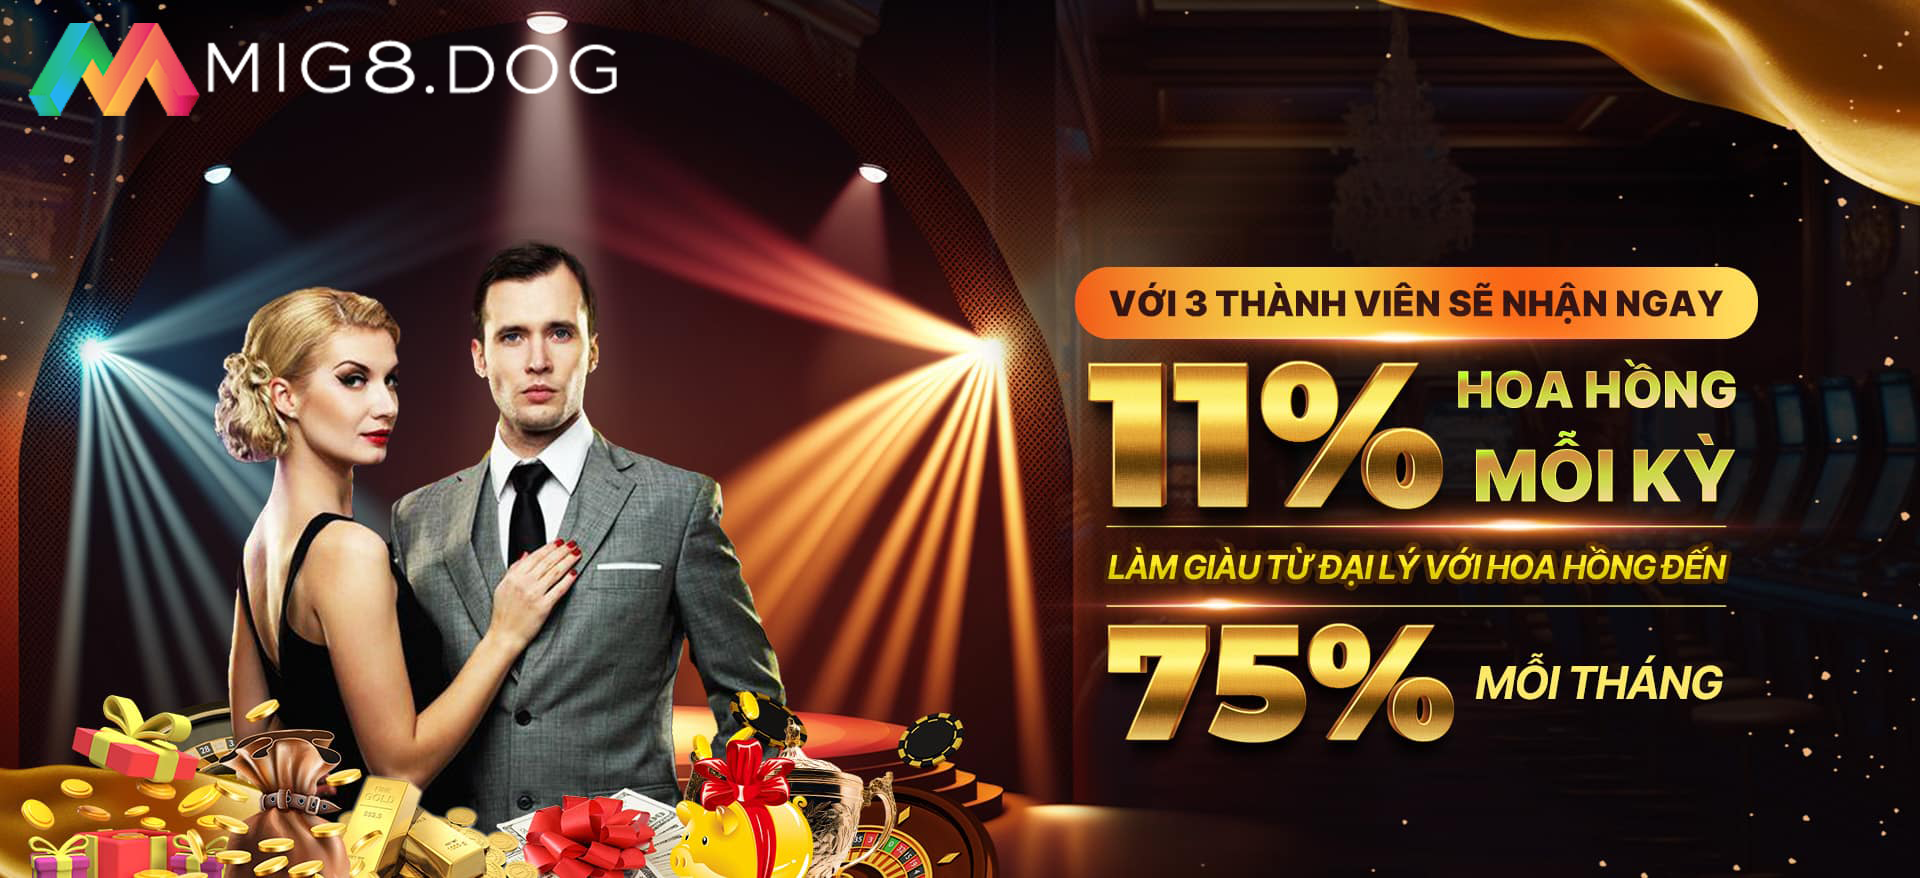 MIG8.DOG
VỚI 3 THÀNH VIÊN SẼ NHẬN NGAY
11% HOA HỒNG
MỖI KỲ
LÀM GIÀU TỪ ĐẠI LÝ VỚI HOA HỒNG ĐẾN
75% MỖI THÁNG
GOLD